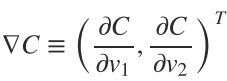 ∇C ≡ (∂C/∂v₁, ∂C/∂v₂)ᵀ